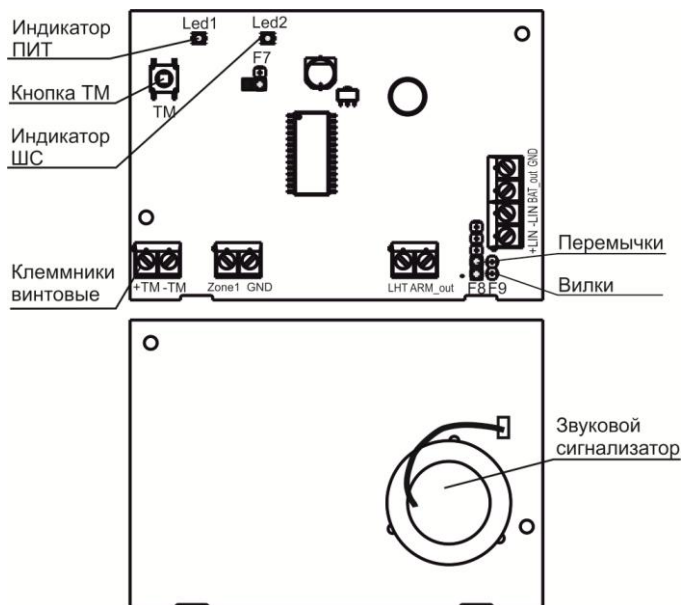 Индикатор
ПИТ
Led1
Led2
F7
Кнопка ТМ
TM
Индикатор
ШС
+LIN -LIN BAT_out GND
Перемычки
Клеммники
винтовые
+TM -TM
Zone1 GND
LHT ARM_out
F8 F9
Вилки
Звуковой
сигнализатор